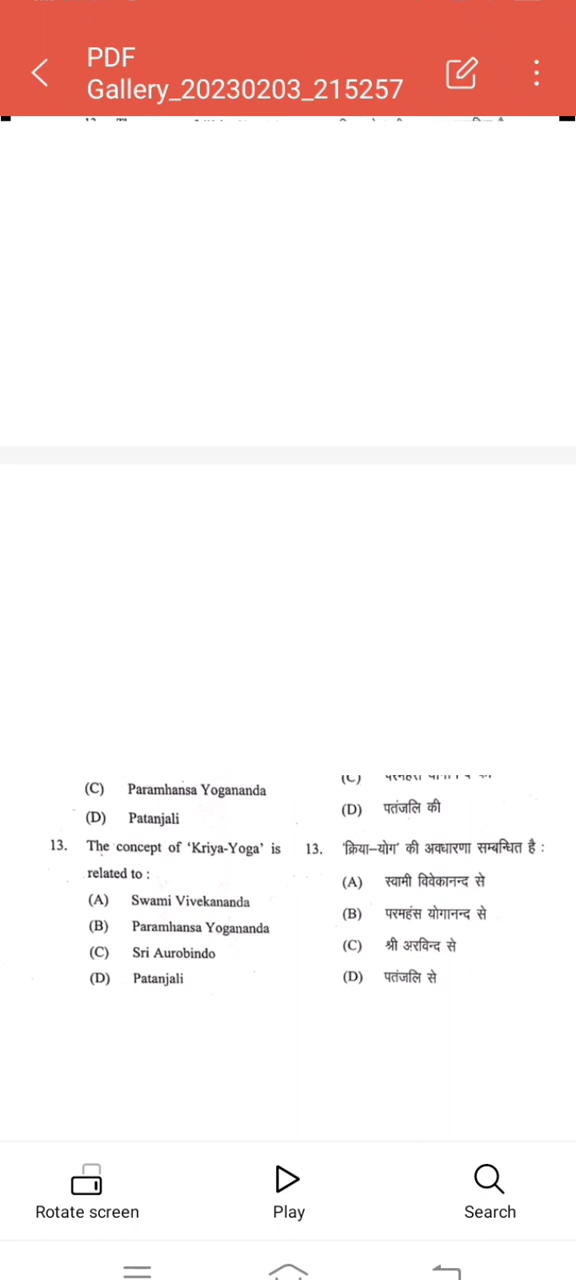 PDF
Gallery_20230203_215257
(C) Paramhansa Yogananda
(D) Patanjali
(C)
(D) पतंजलि की
13. The concept of ‘Kriya-Yoga’ is
related to :
(A) Swami Vivekananda
(B) Paramhansa Yogananda
(C) Sri Aurobindo
(D) Patanjali
13. ‘क्रिया–योग’ की अवधारणा सम्बन्धित है :
(A) स्वामी विवेकानन्द से
(B) परमहंस योगानन्द से
(C) श्री अरविन्द से
(D) पतंजलि से
Rotate screen
Play
Search